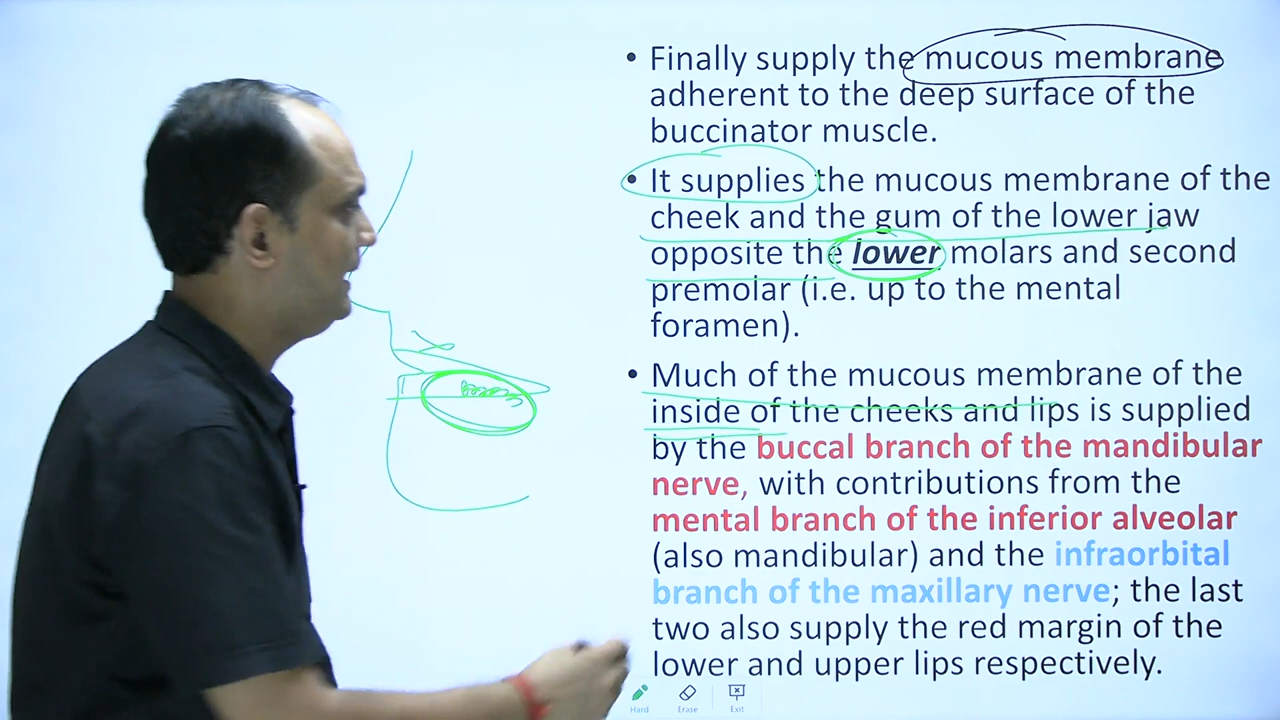 • Finally supply the mucous membrane
adherent to the deep surface of the
buccinator muscle.
• It supplies the mucous membrane of the
cheek and the gum of the lower jaw
opposite the lower molars and second
premolar (i.e. up to the mental
foramen).
• Much of the mucous membrane of the
inside of the cheeks and lips is supplied
by the buccal branch of the mandibular
nerve, with contributions from the
mental branch of the inferior alveolar
(also mandibular) and the infraorbital
branch of the maxillary nerve; the last
two also supply the red margin of the
lower and upper lips respectively.
Hard Erase Exit